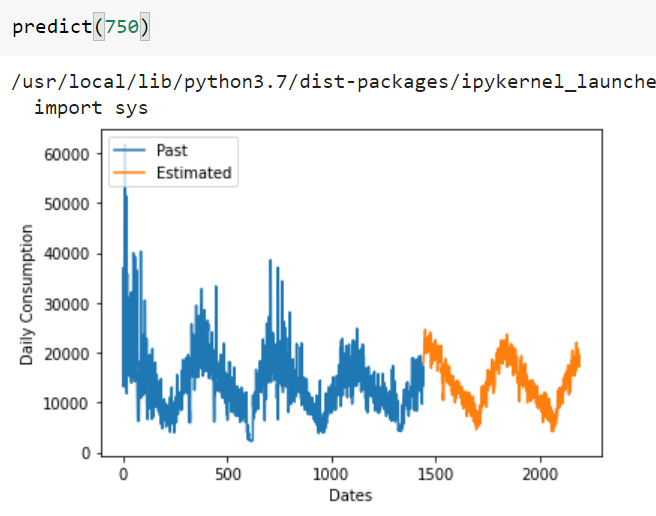 predict(750)
/usr/local/lib/python3.7/dist-packages/ipykernel_launche
import sys
Past
Estimated
60000
50000
40000
30000
20000
10000
0
Daily Consumption
0 500 1000 1500 2000
Dates